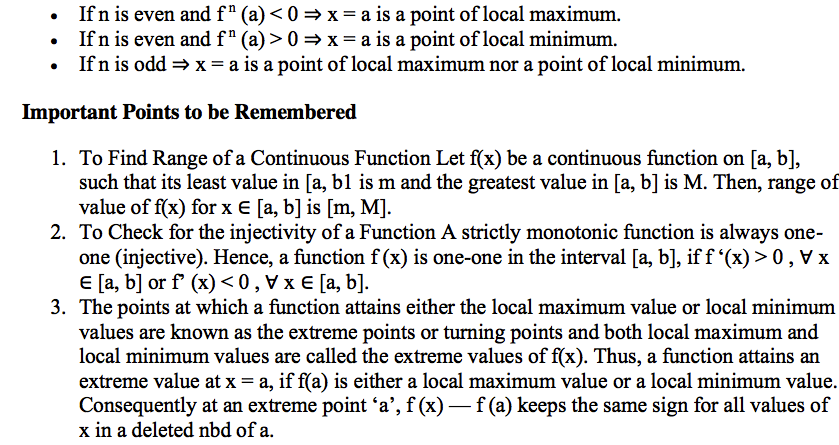 • If n is even and fⁿ (a) < 0 ⇒ x = a is a point of local maximum.
• If n is even and fⁿ (a) > 0 ⇒ x = a is a point of local minimum.
• If n is odd ⇒ x = a is a point of local maximum nor a point of local minimum.
Important Points to be Remembered
1. To Find Range of a Continuous Function Let f(x) be a continuous function on [a, b],
such that its least value in [a, b1 is m and the greatest value in [a, b] is M. Then, range of
value of f(x) for x ∈ [a, b] is [m, M].
2. To Check for the injectivity of a Function A strictly monotonic function is always one-
one (injective). Hence, a function f (x) is one-one in the interval [a, b], if f ‘(x) > 0 , ∀ x
∈ [a, b] or f’ (x) < 0 , ∀ x ∈ [a, b].
3. The points at which a function attains either the local maximum value or local minimum
values are known as the extreme points or turning points and both local maximum and
local minimum values are called the extreme values of f(x). Thus, a function attains an
extreme value at x = a, if f(a) is either a local maximum value or a local minimum value.
Consequently at an extreme point ‘a’, f (x) — f (a) keeps the same sign for all values of
x in a deleted nbd of a.